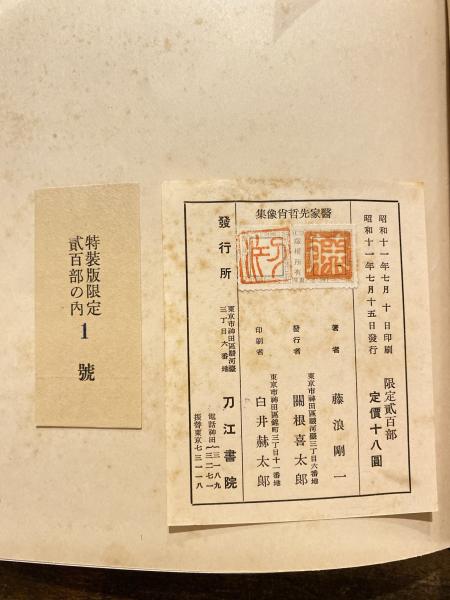 醫家先哲肖像集
昭和十一年七月十日印刷
昭和十一年七月十五日發行
限定貳百部
定價十八圓
著者 藤浪剛一
東京市神田區駿河臺三丁目六番地
發行者 關根喜太郎
東京市神田區錦町三丁目十一番地
印刷者 白井赫太郎
發行所
東京市神田區駿河臺
三丁目六番地
刀江書院
電話神田
三一八九
三二七一
振替東京七三一一八
特装版限定
貳百部の內
1 號